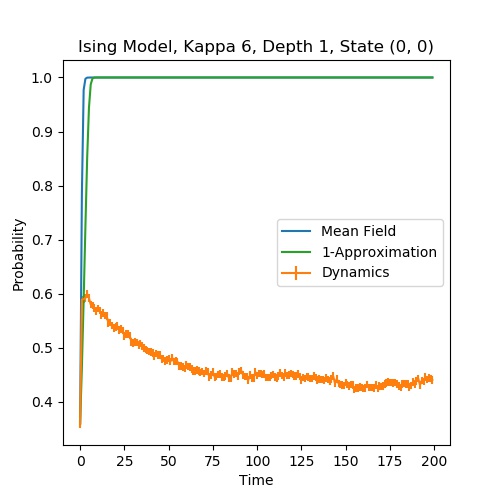 Ising Model, Kappa 6, Depth 1, State (0, 0)
1.0
0.9
0.8
0.7
0.6
0.5
0.4
Probability
Mean Field
1-Approximation
Dynamics
0 25 50 75 100 125 150 175 200
Time